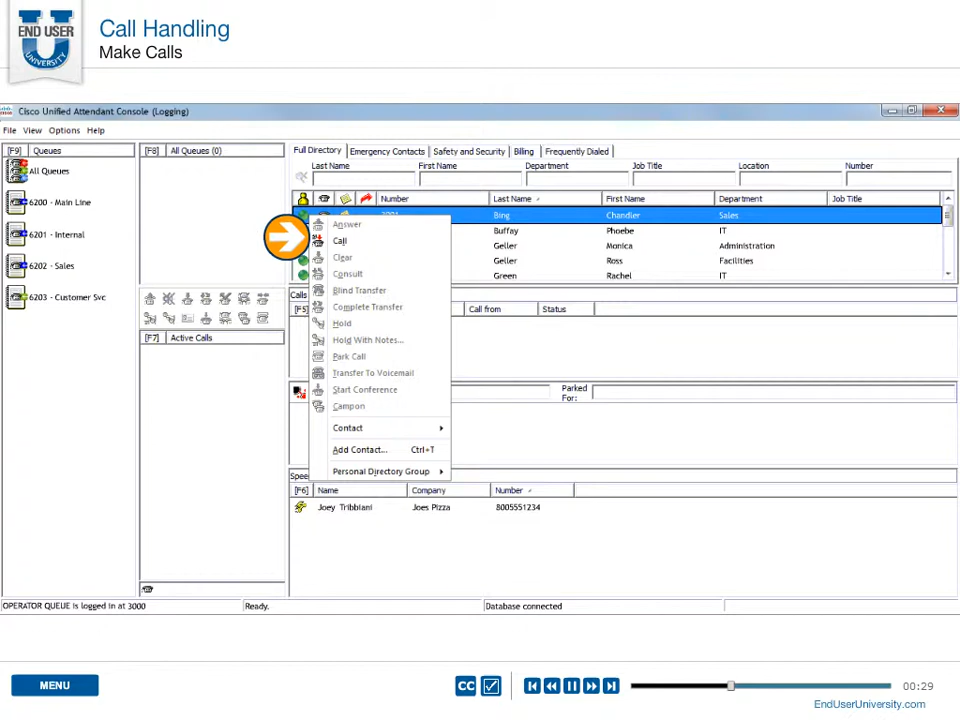 END USER
U
UNIVERSITY
Call Handling
Make Calls
Cisco Unified Attendant Console (Logging)
File View Options Help
[F9] Queues
All Queues
6200 - Main Line
6201 - Internal
6202 - Sales
6203 - Customer Svc
[F8] All Queues (0)
[F7] Active Calls
Full Directory Emergency Contacts Safety and Security Billing Frequently Dialed
Last Name First Name Department Job Title Location Number
Number Last Name First Name Department Job Title
Bing Chandler Sales
Buffay Phoebe IT
Geller Monica Administration
Geller Ross Facilities
Green Rachel IT
Answer
Call
Clear
Consult
Blind Transfer
Complete Transfer
Hold
Hold With Notes...
Park Call
Transfer To Voicemail
Start Conference
Campon
Contact
Add Contact... Ctrl+T
Personal Directory Group
Calls
[F5] Call from Status
Parked
For:
Spee
[F6] Name Company Number
Joey Tribbiani Joes Pizza 8005551234
OPERATOR QUEUE is logged in at 3000 Ready. Database connected
MENU
CC
00:29
EndUserUniversity.com